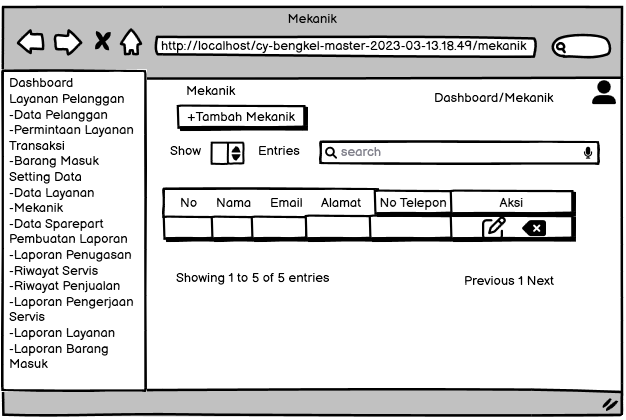 Mekanik
http://localhost/cy-bengkel-master-2023-03-13.18.49/mekanik
Dashboard
Layanan Pelanggan
-Data Pelanggan
-Permintaan Layanan
Transaksi
-Barang Masuk
Setting Data
-Data Layanan
-Mekanik
-Data Sparepart
Pembuatan Laporan
-Laporan Penugasan
-Riwayat Servis
-Riwayat Penjualan
-Laporan Pengerjaan
Servis
-Laporan Layanan
-Laporan Barang
Masuk
Mekanik
Dashboard/Mekanik
+Tambah Mekanik
Show Entries search
No Nama Email Alamat No Telepon Aksi
Showing 1 to 5 of 5 entries
Previous 1 Next